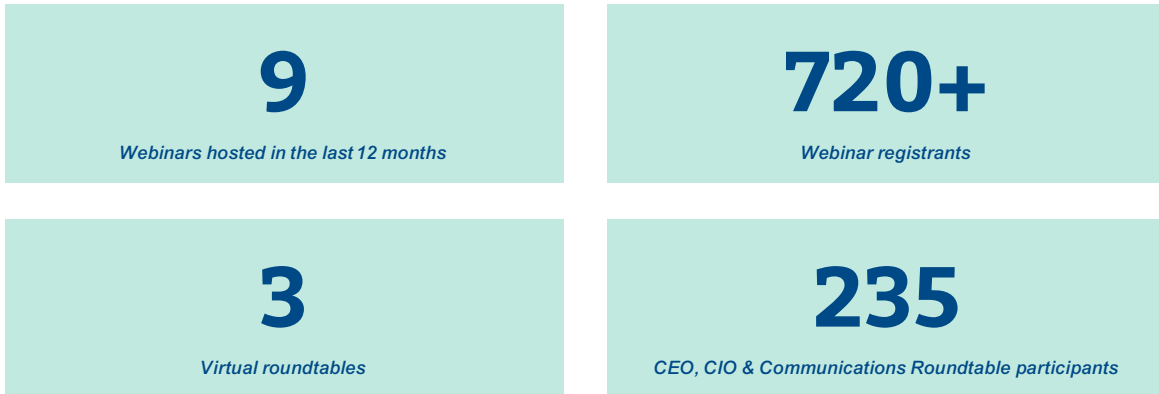 9
Webinars hosted in the last 12 months
720+
Webinar registrants
3
Virtual roundtables
235
CEO, CIO & Communications Roundtable participants